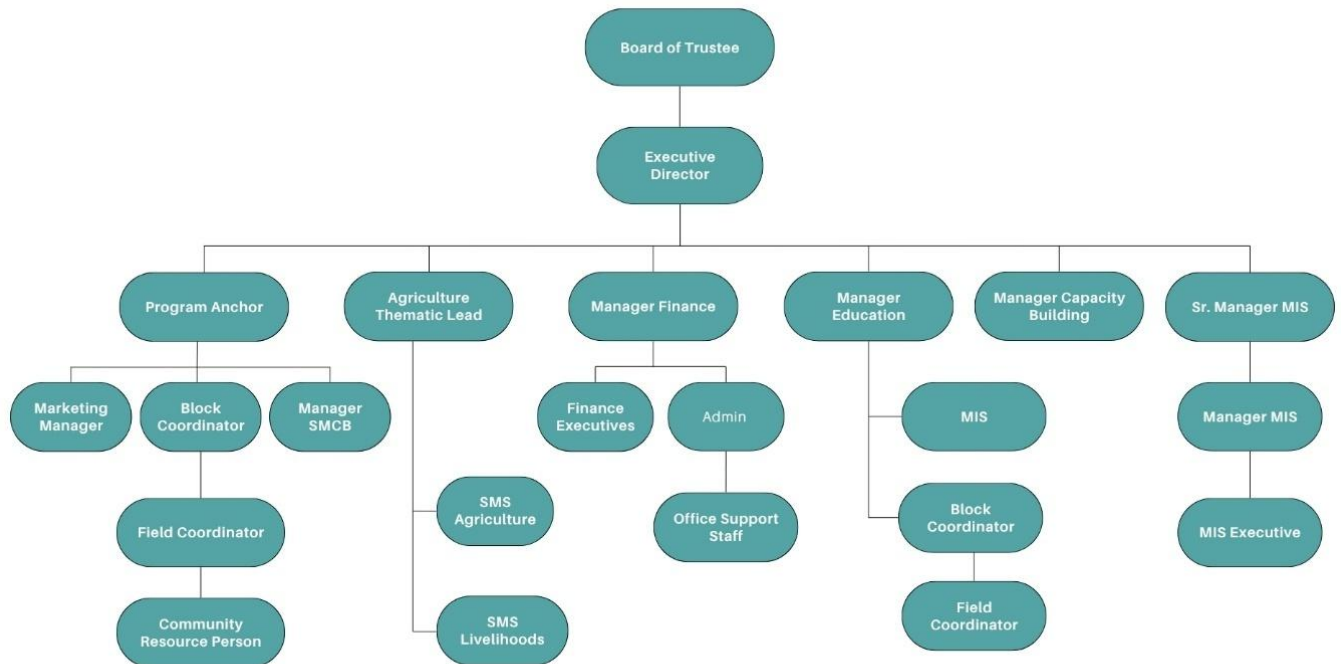 Board of Trustee
Executive
Director
Program Anchor
Agriculture
Thematic Lead
Manager Finance
Manager
Education
Manager Capacity
Building
Sr. Manager MIS
Marketing
Manager
Block
Coordinator
Manager
SMCB
Finance
Executives
Admin
MIS
Manager MIS
Field Coordinator
SMS
Agriculture
Office Support
Staff
Block
Coordinator
MIS Executive
Community
Resource Person
SMS
Livelihoods
Field
Coordinator